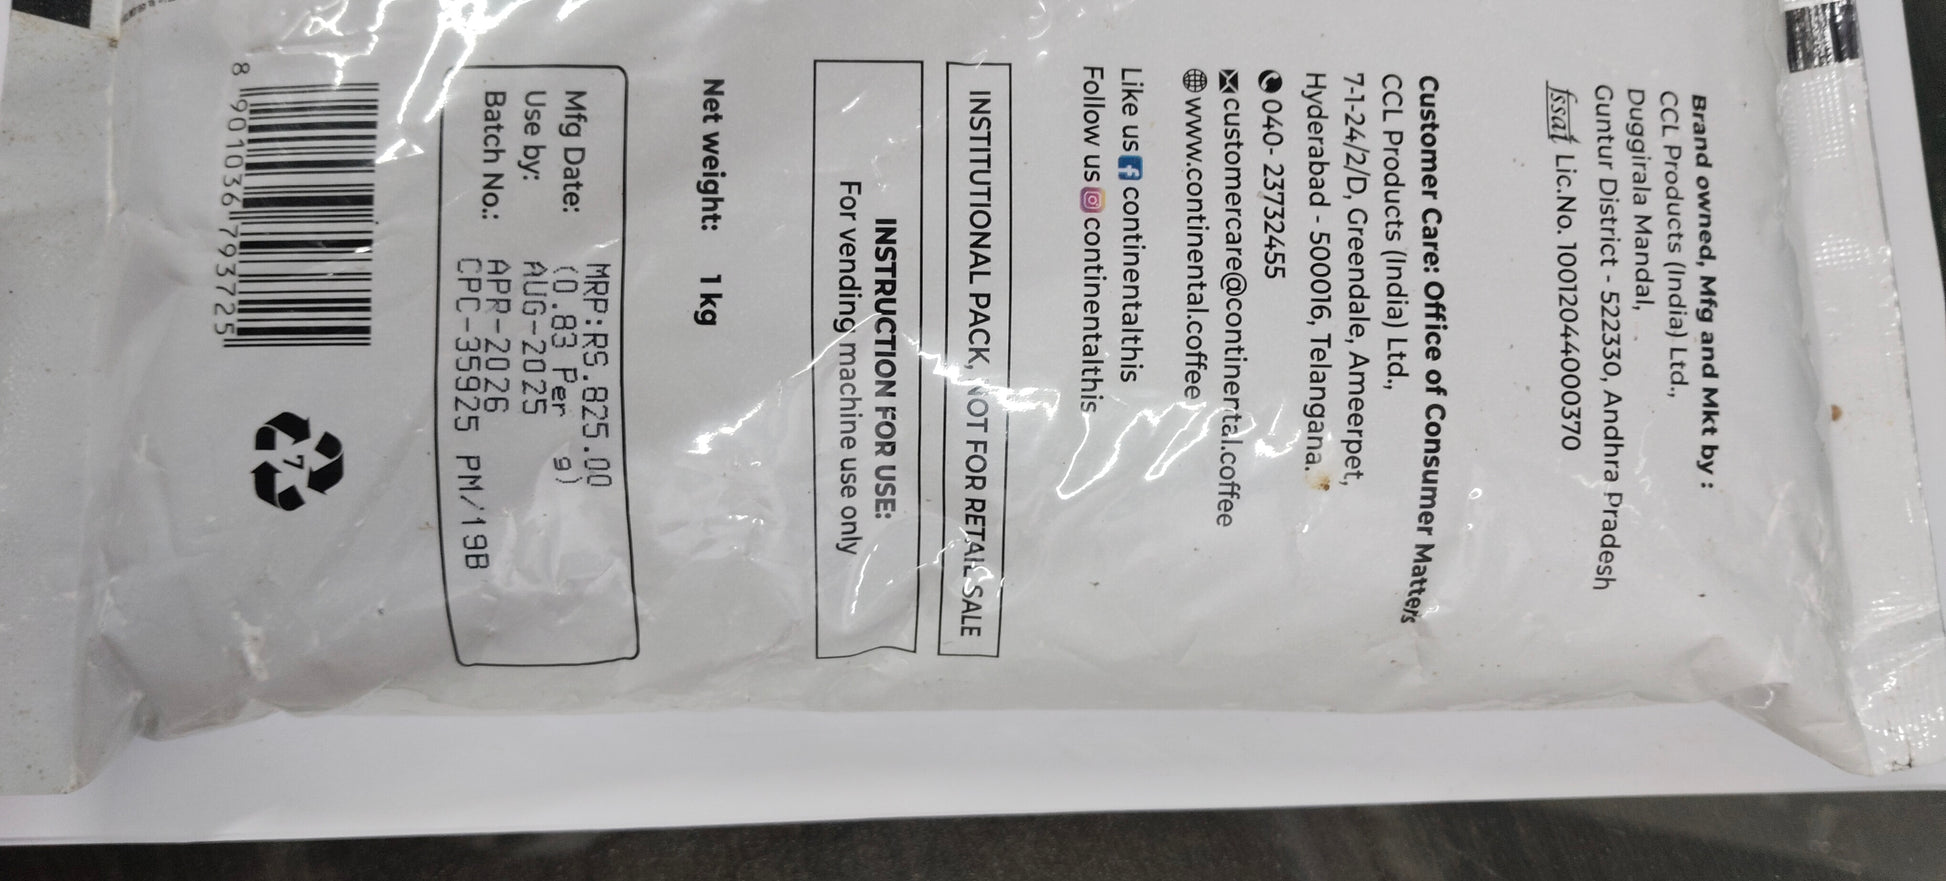 Brand owned, Mfg and Mkt by :
CCL Products (India) Ltd.,
Duggirala Mandal,
Guntur District - 522330, Andhra Pradesh
fssai Lic.No. 10012044000370
Customer Care: Office of Consumer Matters
CCL Products (India) Ltd.,
7-1-24/2/D, Greendale, Ameerpet,
Hyderabad - 500016, Telangana.
040- 23732455
customercare@continental.coffee
www.continental.coffee
Like us f continentalthis
Follow us continentalthis
INSTITUTIONAL PACK, NOT FOR RETAIL SALE
INSTRUCTION FOR USE:
For vending machine use only
Net weight: 1 kg
MRP:RS.825.00
Mfg Date: (0.83 Per g)
Use by: AUG-2025
Batch No.: APR-2026
CPC-35925 PM/19B
8 901036 793725
7